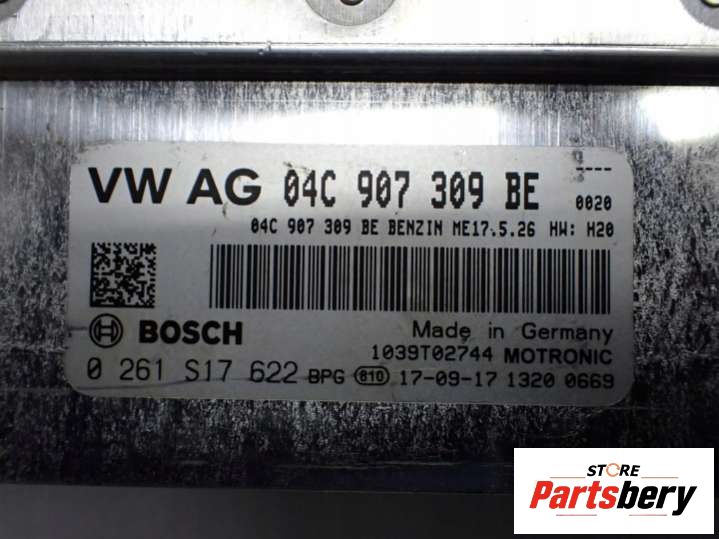 VW AG 04C 907 309 BE 0020
04C 907 309 BE BENZIN ME17.5.26 HW: H20
BOSCH
Made in Germany
1039T02744 MOTRONIC
0 261 S17 622 BPG 810 17-09-17 1320 0669
STORE
Partsbery